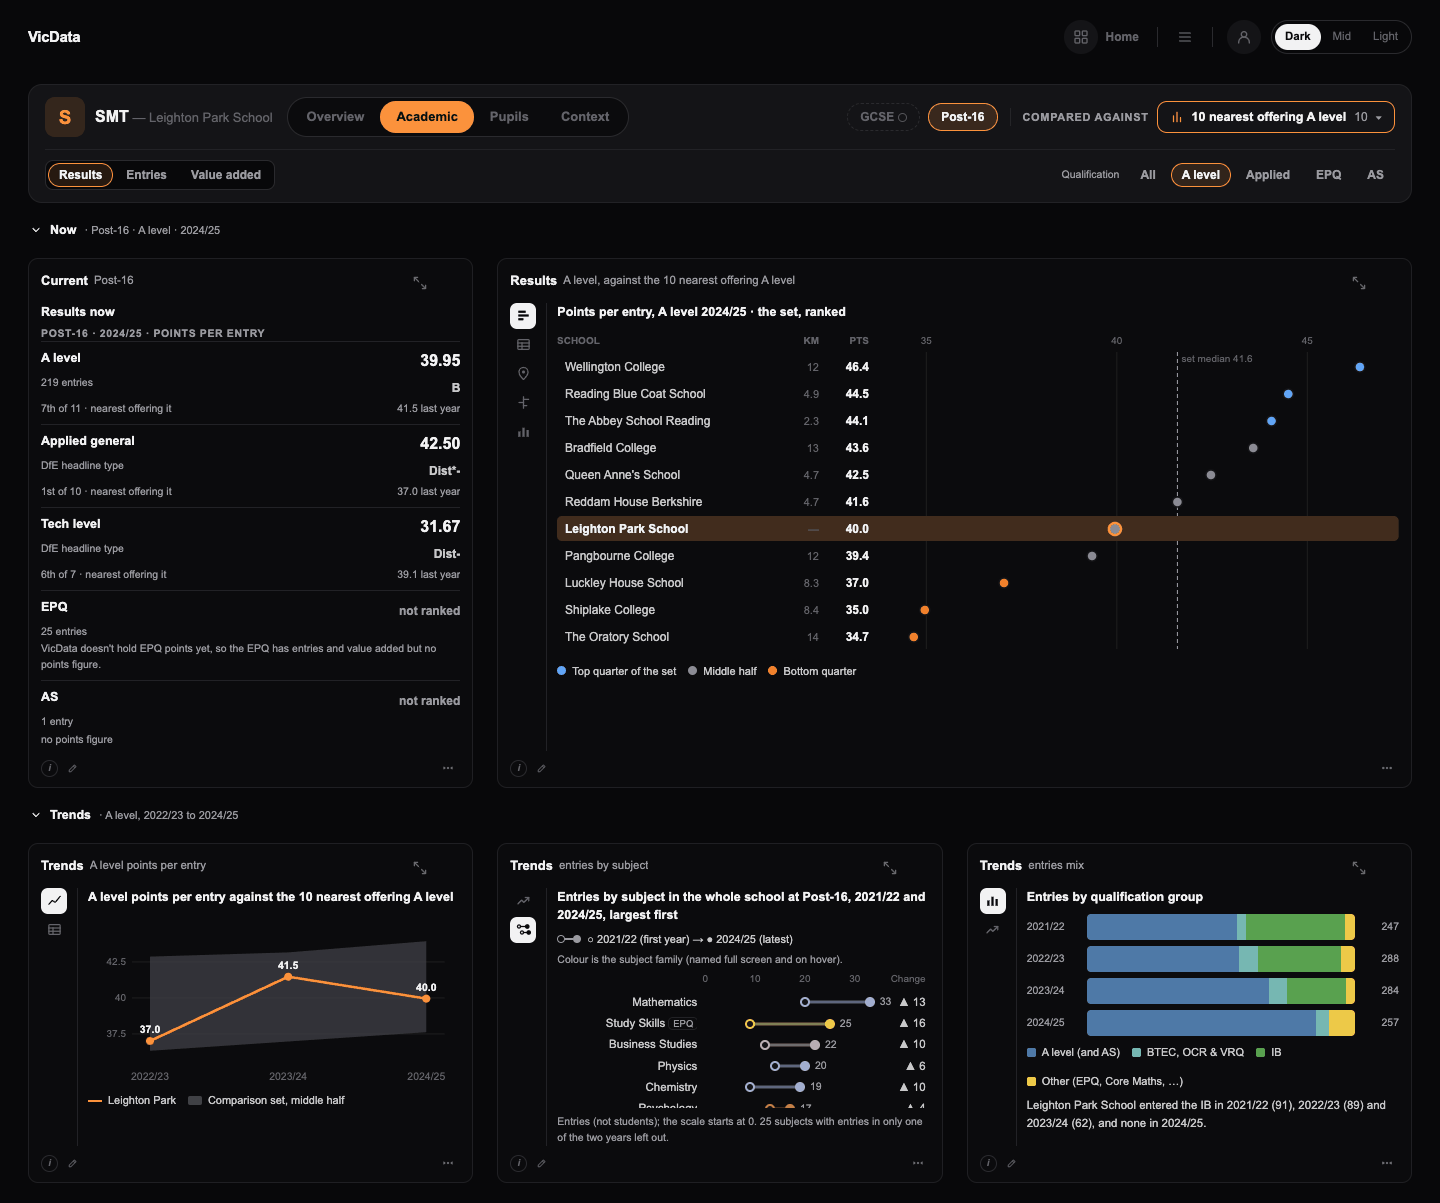 VicData
Home
Dark Mid Light
S SMT — Leighton Park School
Overview Academic Pupils Context
GCSE Post-16 COMPARED AGAINST 10 nearest offering A level 10
Results Entries Value added
Qualification All A level Applied EPQ AS
Now · Post-16 · A level · 2024/25
Current Post-16
Results now
POST-16 · 2024/25 · POINTS PER ENTRY
A level 39.95
219 entries B
7th of 11 · nearest offering it 41.5 last year
Applied general 42.50
DfE headline type Dist*-
1st of 10 · nearest offering it 37.0 last year
Tech level 31.67
DfE headline type Dist-
6th of 7 · nearest offering it 39.1 last year
EPQ not ranked
25 entries
VicData doesn't hold EPQ points yet, so the EPQ has entries and value added but no
points figure.
AS not ranked
1 entry
no points figure
i
Results A level, against the 10 nearest offering A level
Points per entry, A level 2024/25 · the set, ranked
SCHOOL KM PTS 35 40 45
set median 41.6
Wellington College 12 46.4
Reading Blue Coat School 4.9 44.5
The Abbey School Reading 2.3 44.1
Bradfield College 13 43.6
Queen Anne's School 4.7 42.5
Reddam House Berkshire 4.7 41.6
Leighton Park School — 40.0
Pangbourne College 12 39.4
Luckley House School 8.3 37.0
Shiplake College 8.4 35.0
The Oratory School 14 34.7
Top quarter of the set Middle half Bottom quarter
i
Trends · A level, 2022/23 to 2024/25
Trends A level points per entry
A level points per entry against the 10 nearest offering A level
42.5
40
37.5
37.0 41.5 40.0
2022/23 2023/24 2024/25
Leighton Park Comparison set, middle half
i
Trends entries by subject
Entries by subject in the whole school at Post-16, 2021/22 and
2024/25, largest first
○ 2021/22 (first year) → ● 2024/25 (latest)
Colour is the subject family (named full screen and on hover).
0 10 20 30 Change
Mathematics 33 ▲ 13
Study Skills EPQ 25 ▲ 16
Business Studies 22 ▲ 10
Physics 20 ▲ 6
Chemistry 19 ▲ 10
Psychology 17 ▲ 4
Entries (not students); the scale starts at 0. 25 subjects with entries in only one
of the two years left out.
i
Trends entries mix
Entries by qualification group
2021/22 247
2022/23 288
2023/24 284
2024/25 257
A level (and AS) BTEC, OCR & VRQ IB
Other (EPQ, Core Maths, ...)
Leighton Park School entered the IB in 2021/22 (91), 2022/23 (89) and
2023/24 (62), and none in 2024/25.
i